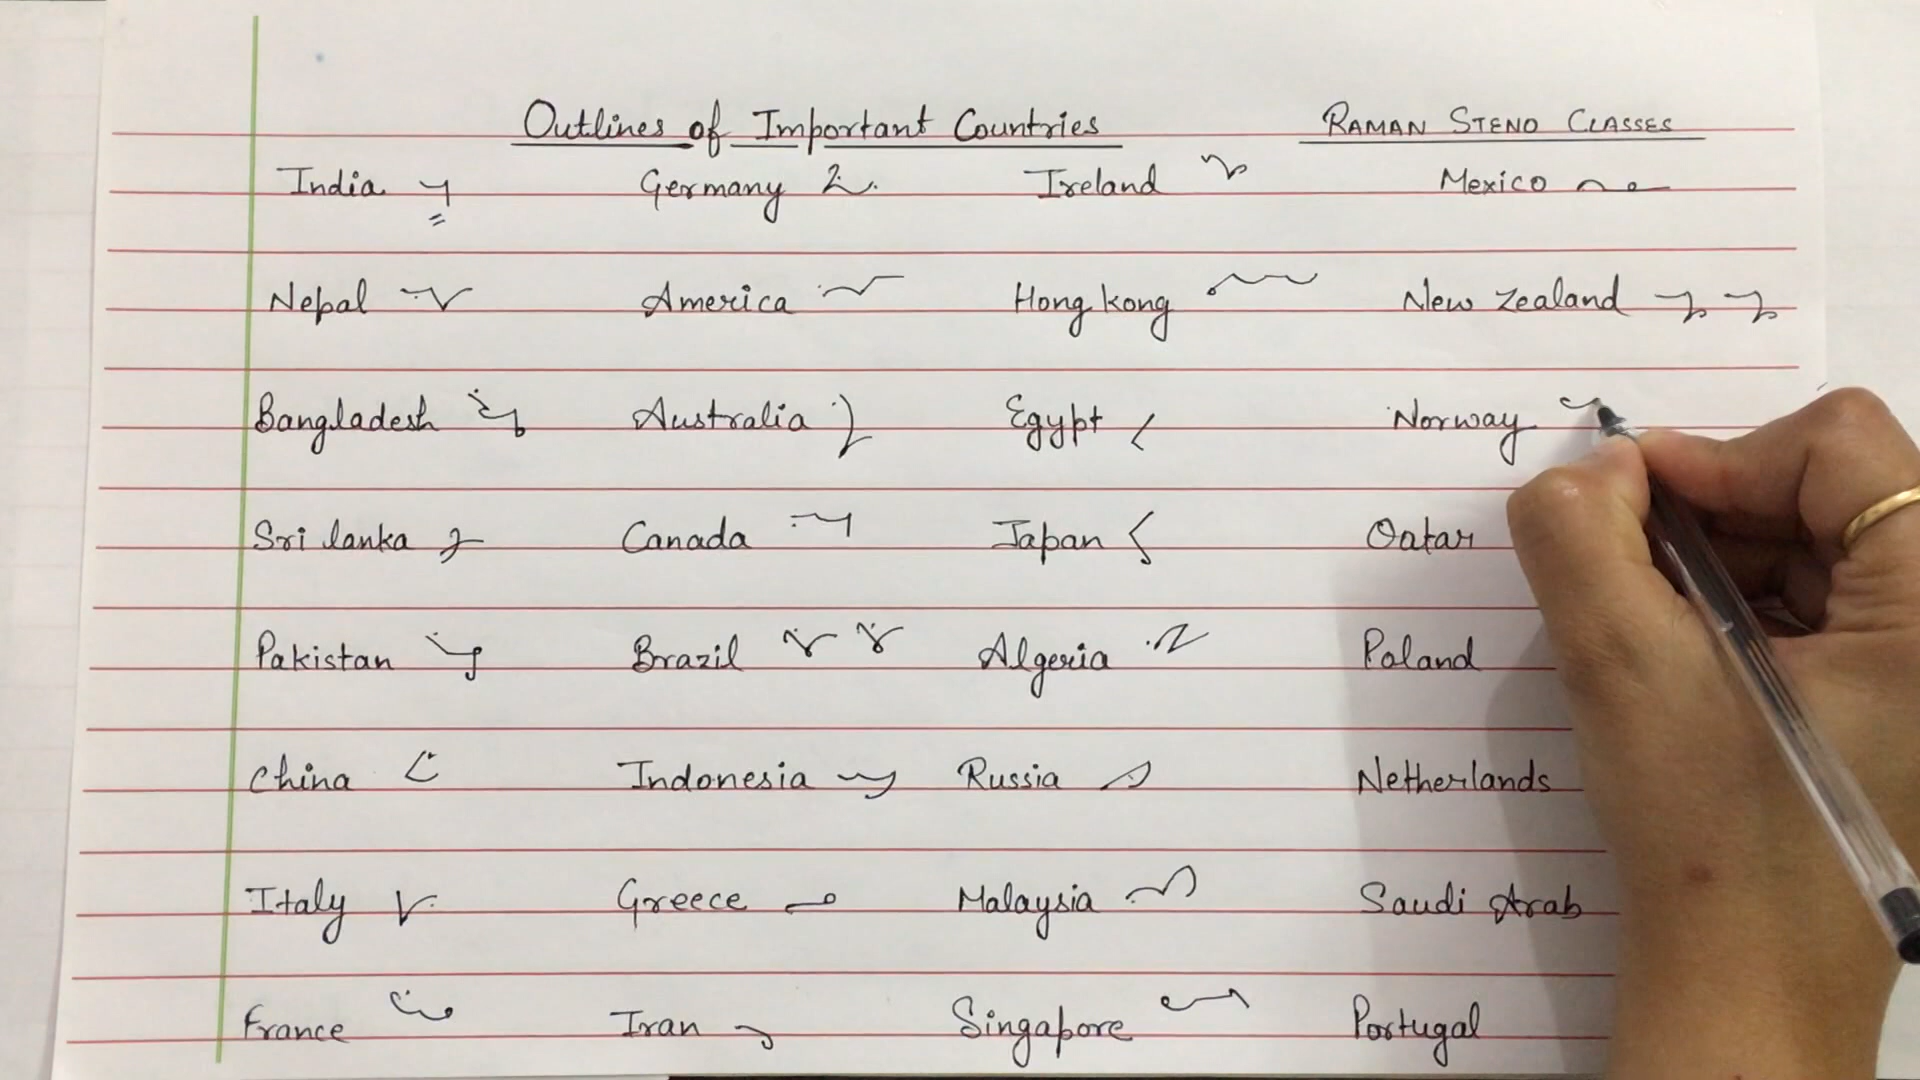 Outlines of Important Countries RAMAN STENO CLASSES
India Germany Ireland Mexico
Nepal America Hong kong New Zealand
Bangladesh Australia Egypt Norway
Sri lanka Canada Japan Qatar
Pakistan Brazil Algeria Poland
China Indonesia Russia Netherlands
Italy Greece Malaysia Saudi Arab
France Iran Singapore Portugal